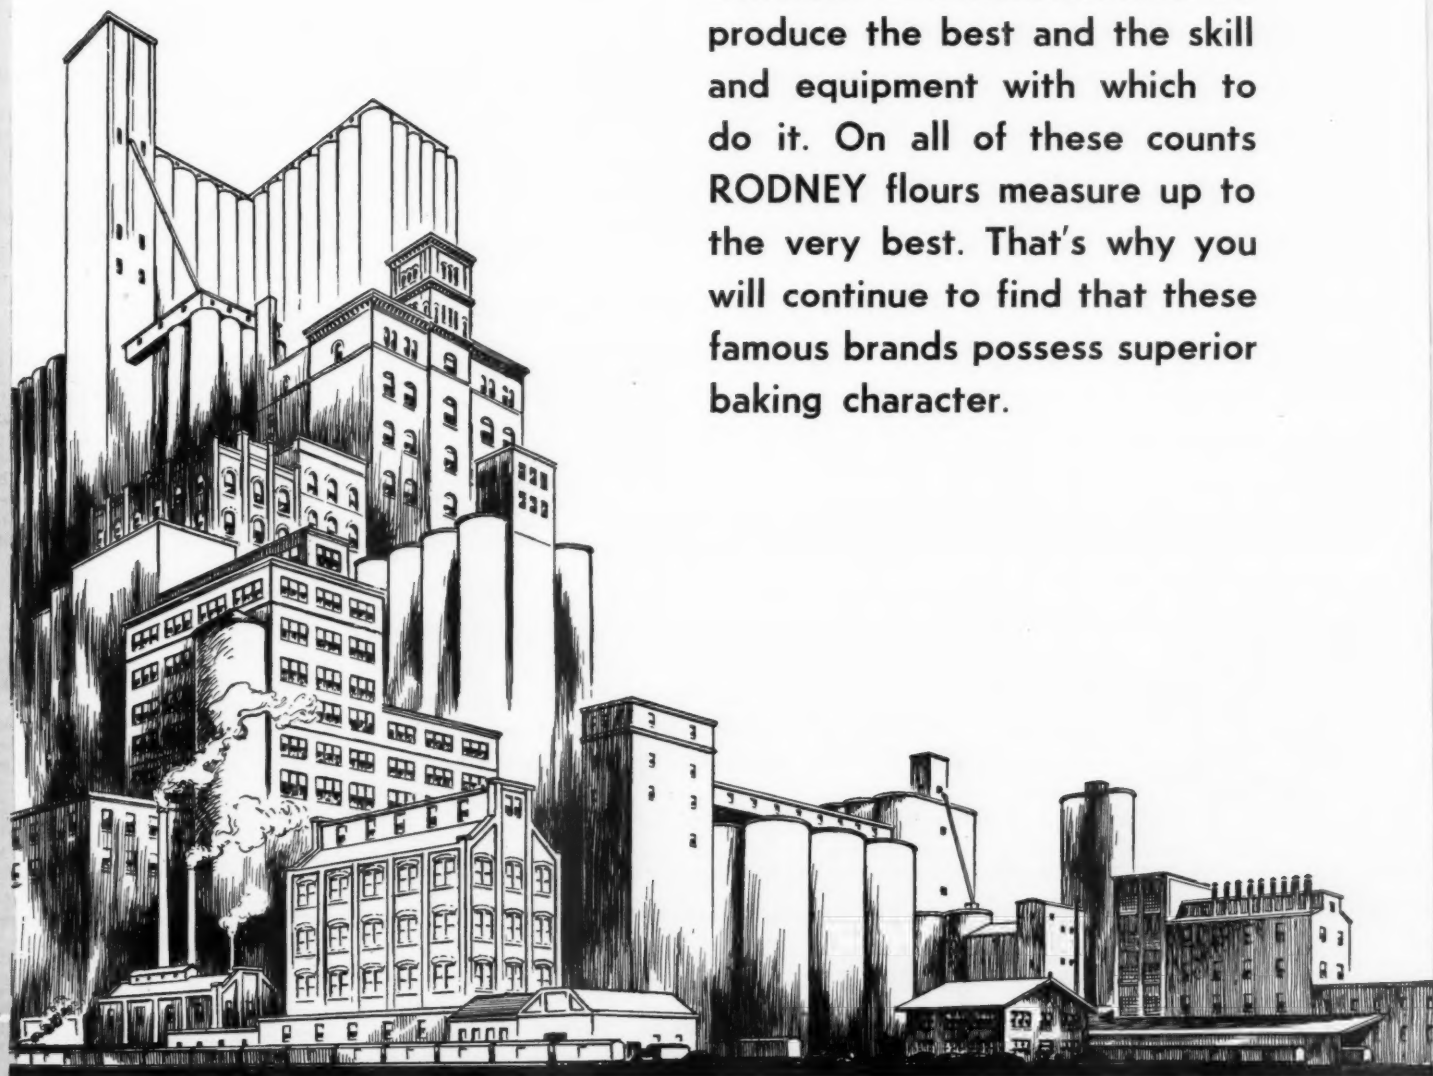 produce the best and the skill
and equipment with which to
do it. On all of these counts
RODNEY flours measure up to
the very best. That's why you
will continue to find that these
famous brands possess superior
baking character.